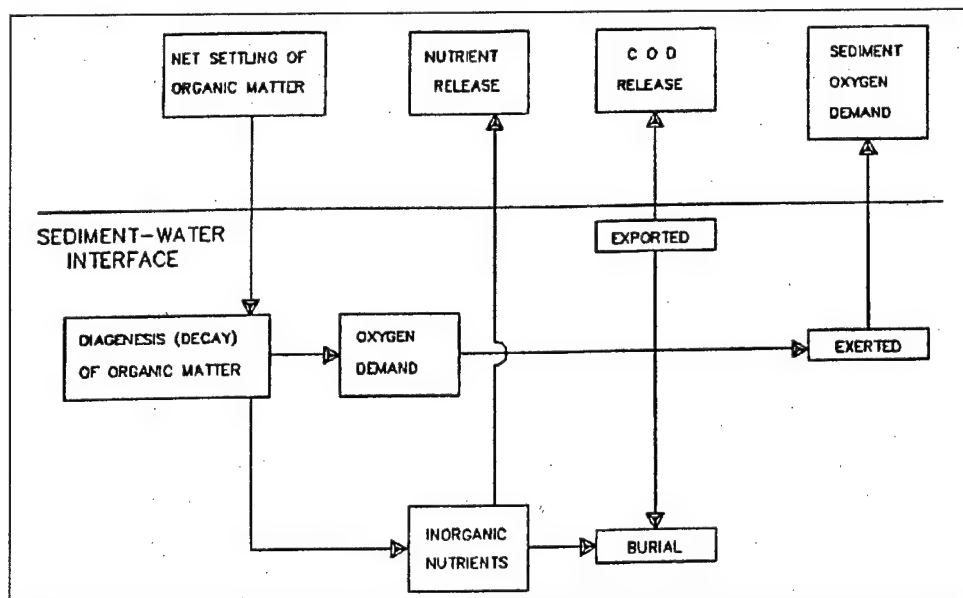 NET SETTLING OF
ORGANIC MATTER
NUTRIENT
RELEASE
C O D
RELEASE
SEDIMENT
OXYGEN
DEMAND
SEDIMENT-WATER
INTERFACE
EXPORTED
DIAGENESIS (DECAY)
OF ORGANIC MATTER
OXYGEN
DEMAND
EXERTED
INORGANIC
NUTRIENTS
BURIAL